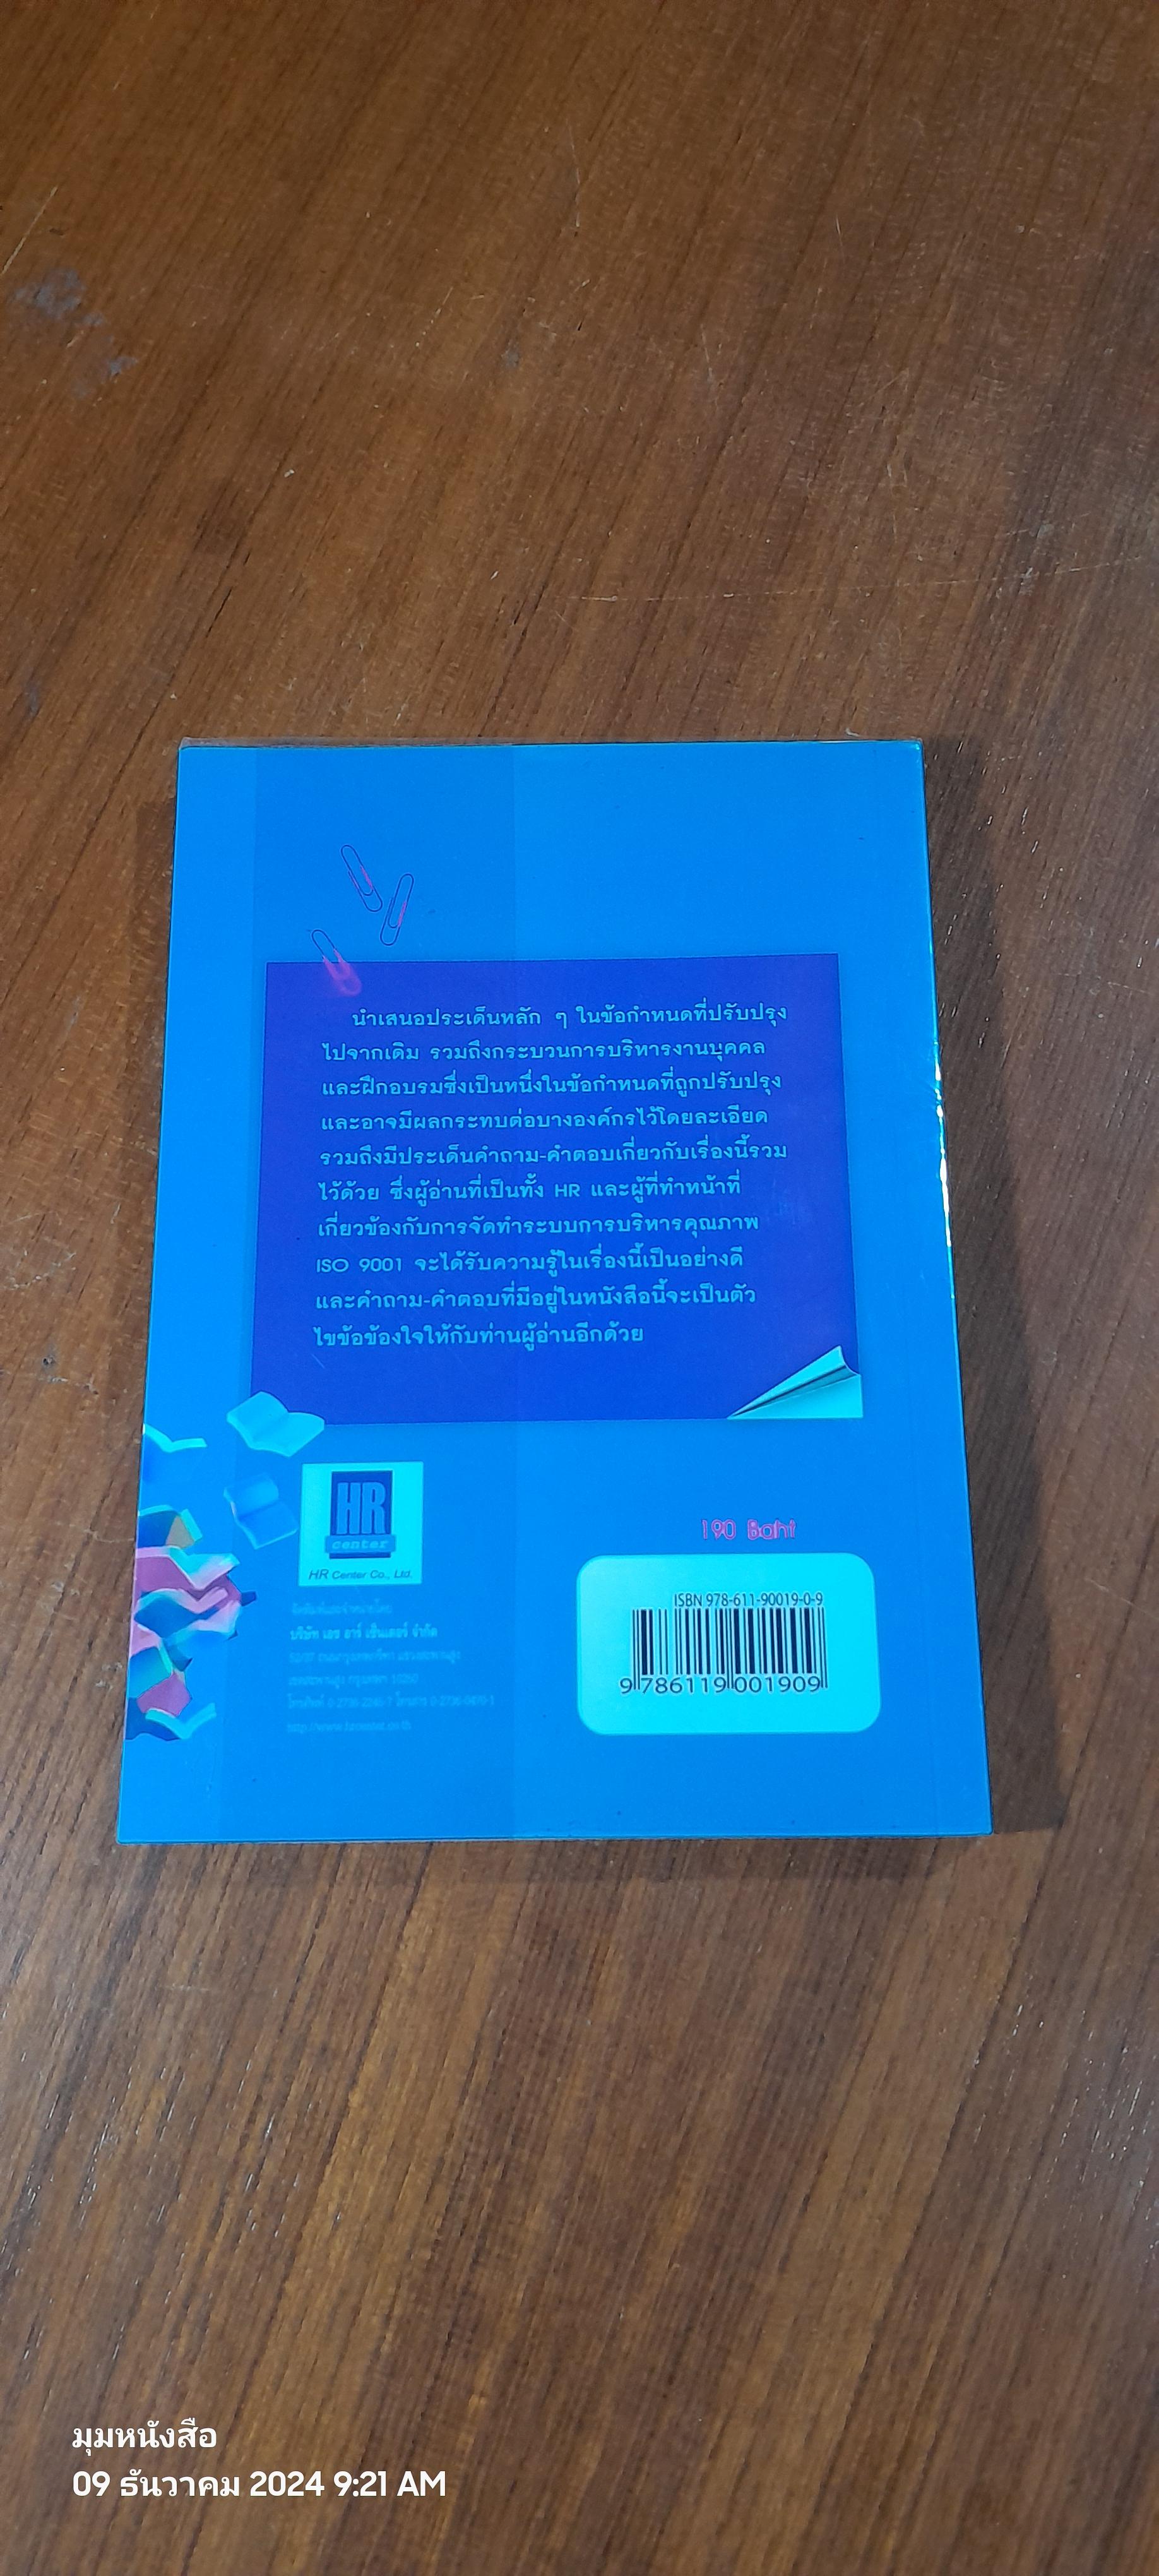 นำเสนอประเด็นหลัก ๆ ในข้อกำหนดที่ปรับปรุง
ไปจากเดิม รวมถึงกระบวนการบริหารงานบุคคล
และฝึกอบรมซึ่งเป็นหนึ่งในข้อกำหนดที่ถูกปรับปรุง
และอาจมีผลกระทบต่อบางองค์กรไว้โดยละเอียด
รวมถึงมีประเด็นคำถาม-คำตอบเกี่ยวกับเรื่องนี้รวม
ไว้ด้วย ซึ่งผู้อ่านที่เป็นทั้ง HR และผู้ที่ทำหน้าที่
เกี่ยวข้องกับการจัดทำระบบการบริหารคุณภาพ
ISO 9001 จะได้รับความรู้ในเรื่องนี้เป็นอย่างดี
และคำถาม-คำตอบที่มีอยู่ในหนังสือนี้จะเป็นตัว
ไขข้อข้องใจให้กับท่านผู้อ่านอีกด้วย
HR
center
HR Center Co., Ltd.
จัดพิมพ์และจำหน่ายโดย
บริษัท เอช อาร์ เซ็นเตอร์ จำกัด
190 Baht
ISBN 978-611-90019-0-9
9 786119 001909
มุมหนังสือ
09 ธันวาคม 2024 9:21 AM